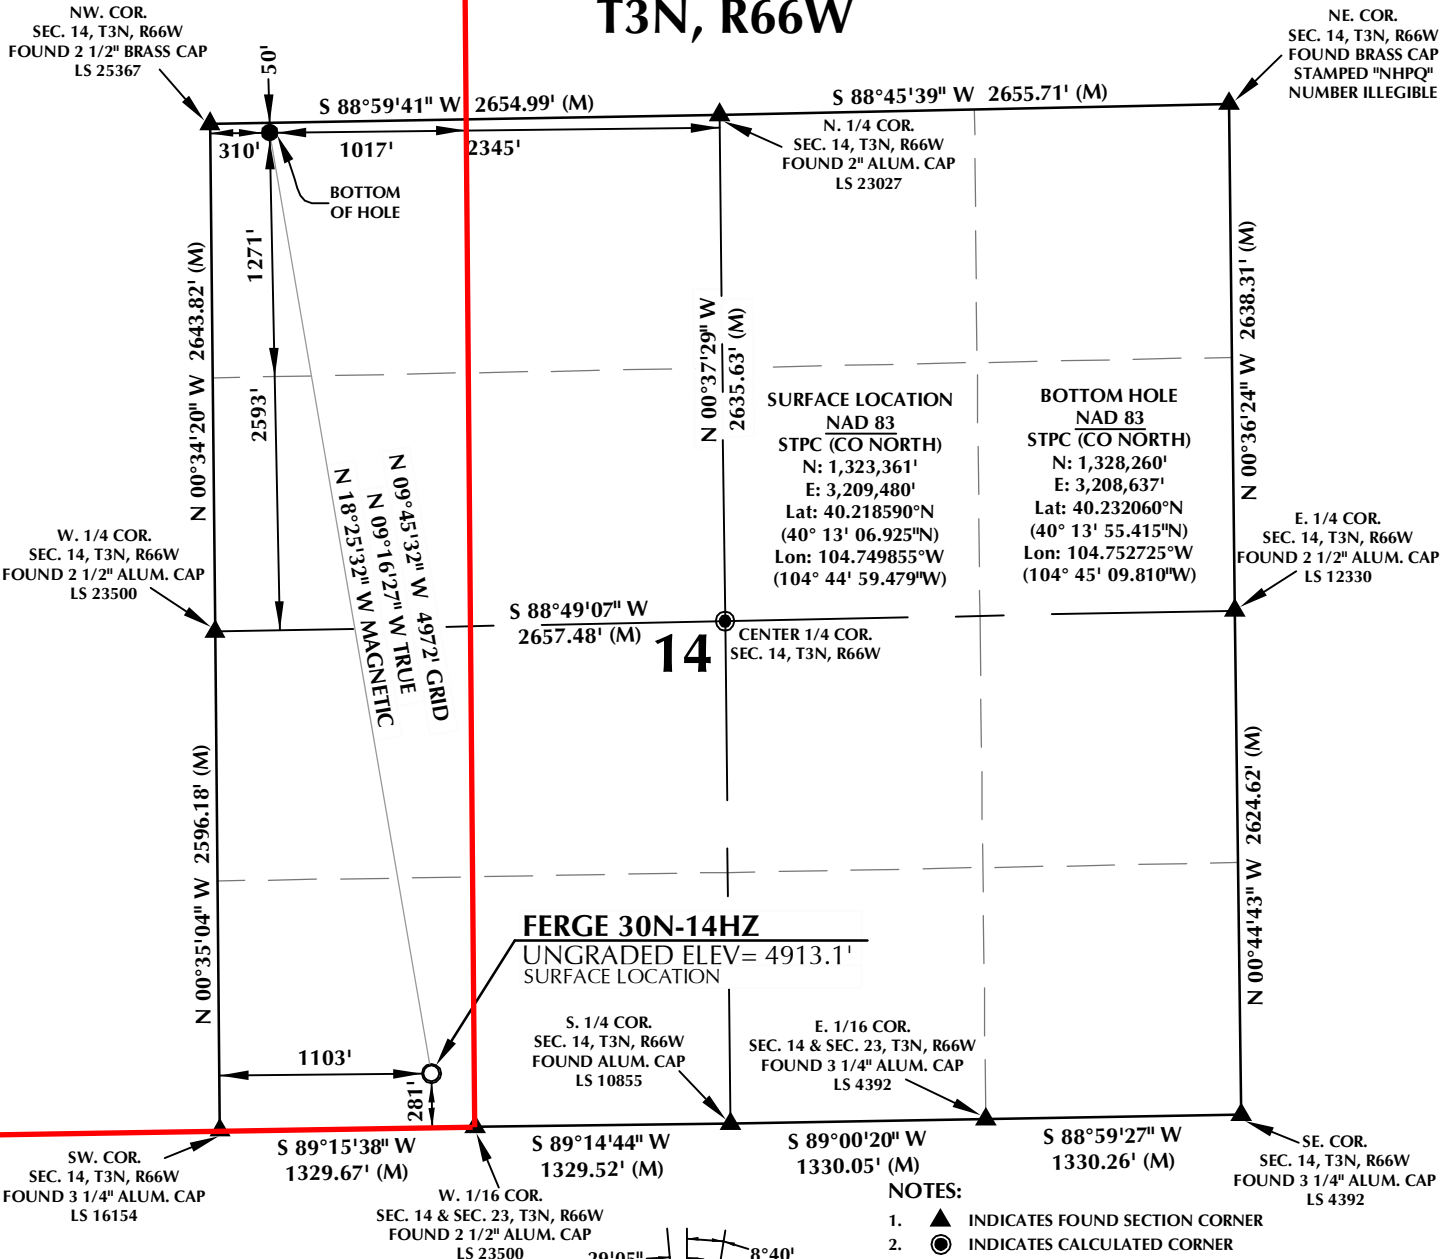 T3N, R66W
NW. COR.
SEC. 14, T3N, R66W
FOUND 2 1/2" BRASS CAP
LS 25367
50'
NE. COR.
SEC. 14, T3N, R66W
FOUND BRASS CAP
STAMPED "NHPQ"
NUMBER ILLEGIBLE
S 88°59'41" W 2654.99' (M)
S 88°45'39" W 2655.71' (M)
310'
1017'
2345'
N. 1/4 COR.
SEC. 14, T3N, R66W
FOUND 2" ALUM. CAP
LS 23027
BOTTOM
OF HOLE
1271'
2593'
N 00°34'20" W 2643.82' (M)
N 00°37'29" W
2635.63' (M)
N 00°36'24" W 2638.31' (M)
SURFACE LOCATION
NAD 83
STPC (CO NORTH)
N: 1,323,361'
E: 3,209,480'
Lat: 40.218590°N
(40° 13' 06.925"N)
Lon: 104.749855°W
(104° 44' 59.479"W)
BOTTOM HOLE
NAD 83
STPC (CO NORTH)
N: 1,328,260'
E: 3,208,637'
Lat: 40.232060°N
(40° 13' 55.415"N)
Lon: 104.752725°W
(104° 45' 09.810"W)
N 09°45'32" W 4972' GRID
N 09°16'27" W TRUE
N 18°25'32" W MAGNETIC
W. 1/4 COR.
SEC. 14, T3N, R66W
FOUND 2 1/2" ALUM. CAP
LS 23500
E. 1/4 COR.
SEC. 14, T3N, R66W
FOUND 2 1/2" ALUM. CAP
LS 12330
S 88°49'07" W
2657.48' (M)
14
CENTER 1/4 COR.
SEC. 14, T3N, R66W
N 00°35'04" W 2596.18' (M)
N 00°44'43" W 2624.62' (M)
FERGE 30N-14HZ
UNGRADED ELEV= 4913.1'
SURFACE LOCATION
S. 1/4 COR.
SEC. 14, T3N, R66W
FOUND ALUM. CAP
LS 10855
E. 1/16 COR.
SEC. 14 & SEC. 23, T3N, R66W
FOUND 3 1/4" ALUM. CAP
LS 4392
1103'
281'
S 89°15'38" W
1329.67' (M)
S 89°14'44" W
1329.52' (M)
S 89°00'20" W
1330.05' (M)
S 88°59'27" W
1330.26' (M)
SW. COR.
SEC. 14, T3N, R66W
FOUND 3 1/4" ALUM. CAP
LS 16154
W. 1/16 COR.
SEC. 14 & SEC. 23, T3N, R66W
FOUND 2 1/2" ALUM. CAP
LS 23500
SE. COR.
SEC. 14, T3N, R66W
FOUND 3 1/4" ALUM. CAP
LS 4392
NOTES:
1. INDICATES FOUND SECTION CORNER
2. INDICATES CALCULATED CORNER
29'05"
8°40'